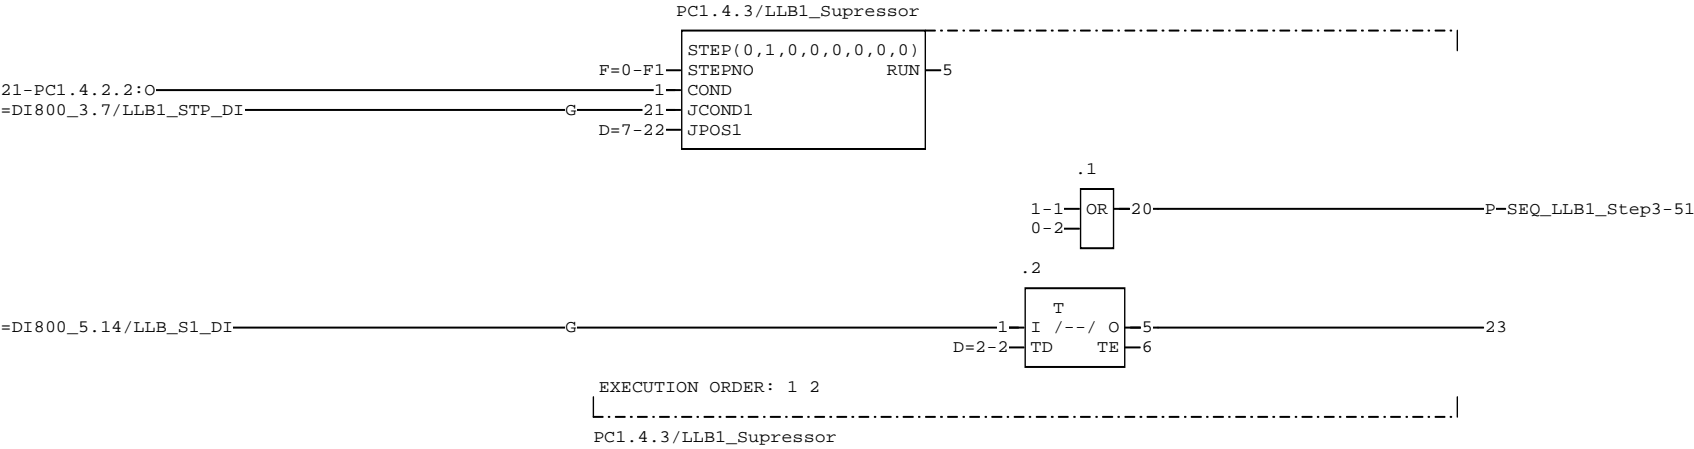 PC1.4.3/LLB1_Supressor
STEP(0,1,0,0,0,0,0,0)
F=0-F1 STEPNO RUN 5
21-PC1.4.2.2:O 1 COND
=DI800_3.7/LLB1_STP_DI G 21 JCOND1
D=7-22 JPOS1
.1
1-1 OR 20 P-SEQ_LLB1_Step3-51
0-2
.2
T
=DI800_5.14/LLB_S1_DI G 1 I /--/ O 5 23
D=2-2 TD TE 6
EXECUTION ORDER: 1 2
PC1.4.3/LLB1_Supressor